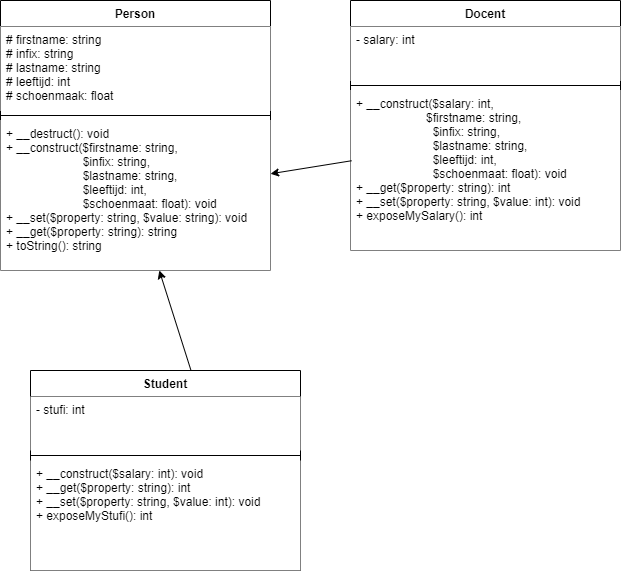 Person
# firstname: string
# infix: string
# lastname: string
# leeftijd: int
# schoenmaak: float
+ __destruct(): void
+ __construct($firstname: string,
$infix: string,
$lastname: string,
$leeftijd: int,
$schoenmaat: float): void
+ __set($property: string, $value: string): void
+ __get($property: string): string
+ toString(): string
Docent
- salary: int
+ __construct($salary: int,
$firstname: string,
$infix: string,
$lastname: string,
$leeftijd: int,
$schoenmaat: float): void
+ __get($property: string): int
+ __set($property: string, $value: int): void
+ exposeMySalary(): int
Student
- stufi: int
+ __construct($salary: int): void
+ __get($property: string): int
+ __set($property: string, $value: int): void
+ exposeMyStufi(): int